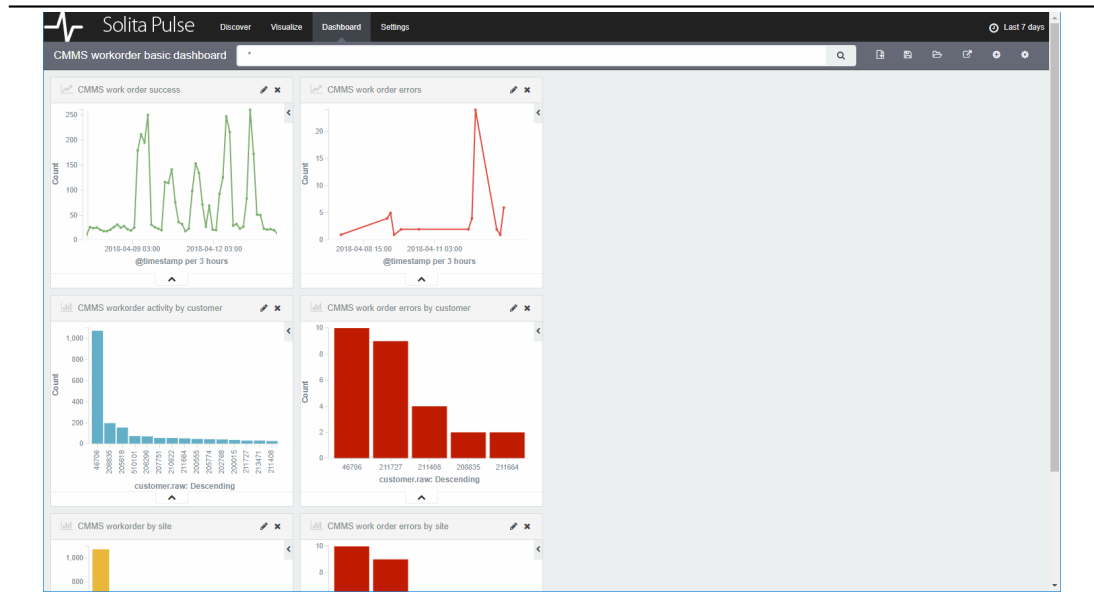 Solita Pulse
Discover Visualize Dashboard Settings
Last 7 days
CMMS workorder basic dashboard
*
CMMS work order success
250
200
150
100
50
0
Count
2018-04-09 03:00 2018-04-12 03:00
@timestamp per 3 hours
CMMS work order errors
20
15
10
5
0
Count
2018-04-08 15:00 2018-04-11 03:00
@timestamp per 3 hours
CMMS workorder activity by customer
1,000
800
600
400
200
0
Count
46706 208835 205618 510101 206296 207751 210622 211664 200555 205774 202768 200015 211727 213471 211408
customer.raw: Descending
CMMS work order errors by customer
10
8
6
4
2
0
Count
46706 211727 211408 208835 211664
customer.raw: Descending
CMMS workorder by site
1,000
800
CMMS work order errors by site
10
8